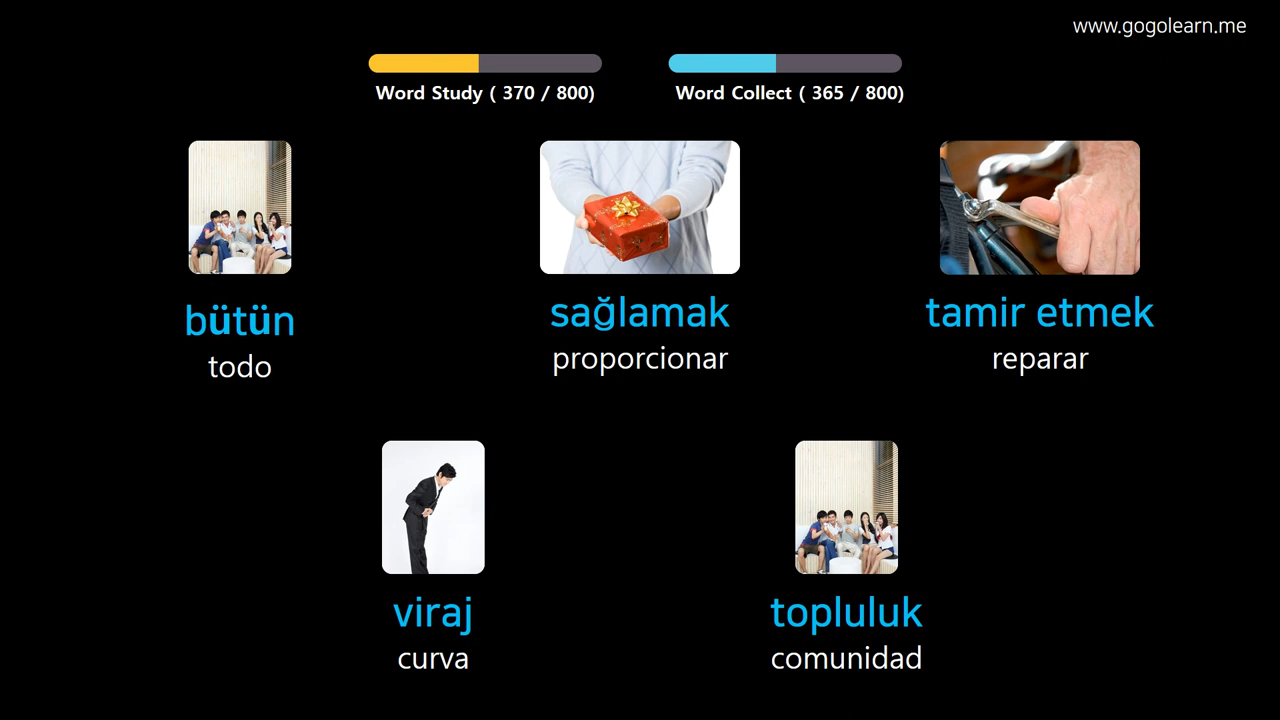 www.gogolearn.me
Word Study ( 370 / 800)
Word Collect ( 365 / 800)
bütün
todo
sağlamak
proporcionar
tamir etmek
reparar
viraj
curva
topluluk
comunidad